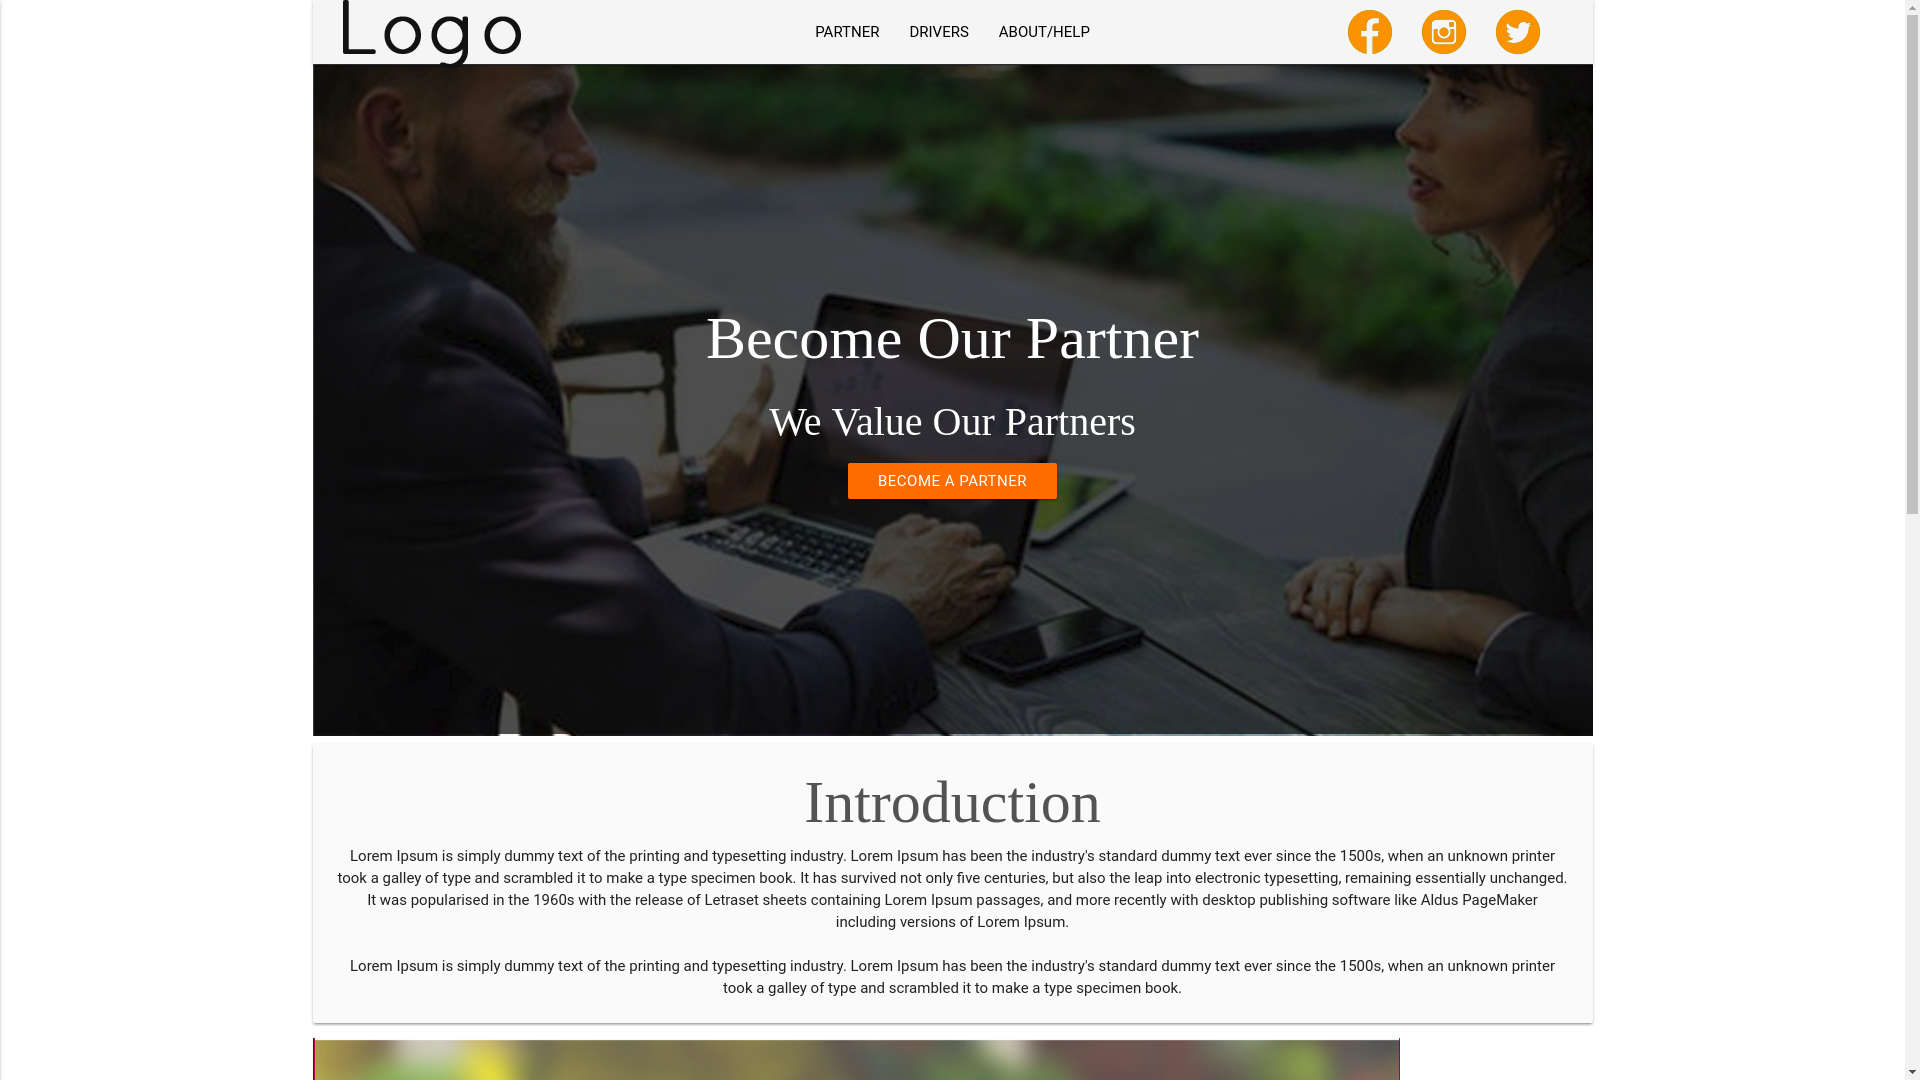 Logo
PARTNER DRIVERS ABOUT/HELP
Become Our Partner
We Value Our Partners
BECOME A PARTNER
Introduction
Lorem Ipsum is simply dummy text of the printing and typesetting industry. Lorem Ipsum has been the industry's standard dummy text ever since the 1500s, when an unknown printer
took a galley of type and scrambled it to make a type specimen book. It has survived not only five centuries, but also the leap into electronic typesetting, remaining essentially unchanged.
It was popularised in the 1960s with the release of Letraset sheets containing Lorem Ipsum passages, and more recently with desktop publishing software like Aldus PageMaker
including versions of Lorem Ipsum.
Lorem Ipsum is simply dummy text of the printing and typesetting industry. Lorem Ipsum has been the industry's standard dummy text ever since the 1500s, when an unknown printer
took a galley of type and scrambled it to make a type specimen book.